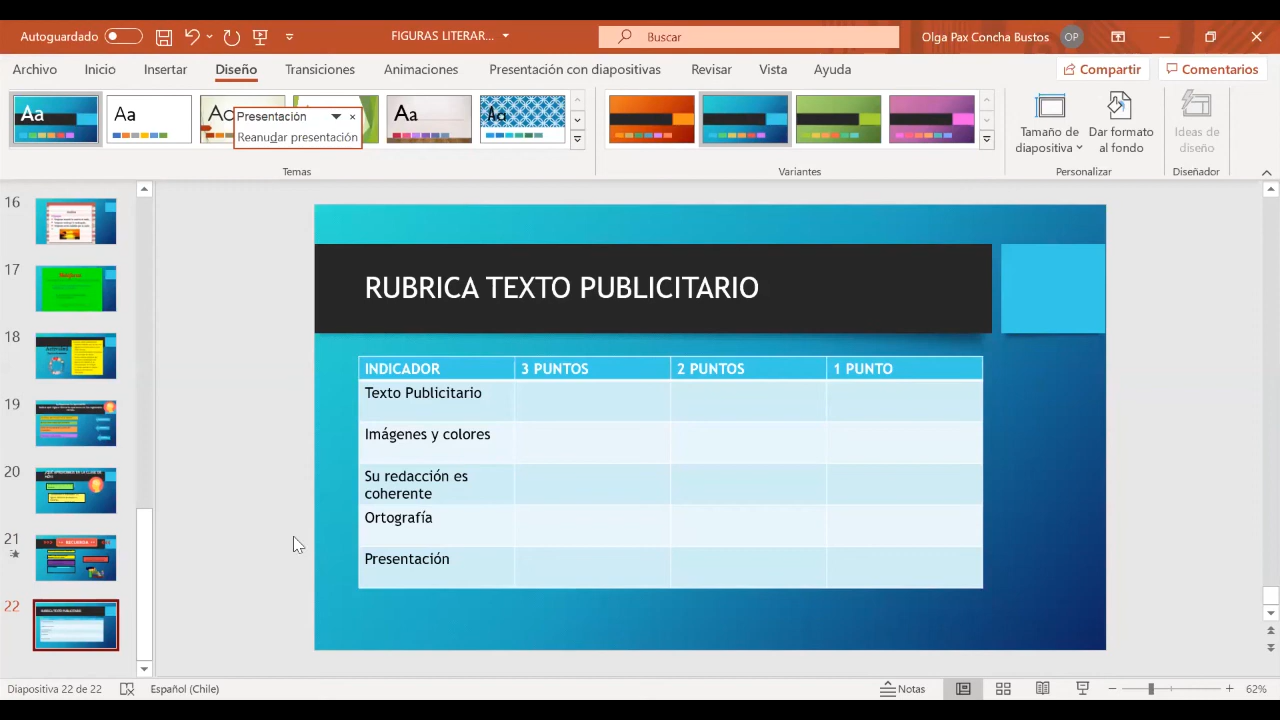 Autoguardado
FIGURAS LITERAR...
Buscar
Olga Pax Concha Bustos OP
Archivo Inicio Insertar Diseño Transiciones Animaciones Presentación con diapositivas Revisar Vista Ayuda
Compartir Comentarios
Aa Aa Aa Aa
Presentación
Reanudar presentación
Tamaño de diapositiva
Dar formato al fondo
Ideas de diseño
Temas Variantes Personalizar Diseñador
16
17
18
19
20
21
22
RUBRICA TEXTO PUBLICITARIO
INDICADOR 3 PUNTOS 2 PUNTOS 1 PUNTO
Texto Publicitario
Imágenes y colores
Su redacción es
coherente
Ortografía
Presentación
Diapositiva 22 de 22 Español (Chile) Notas 62%